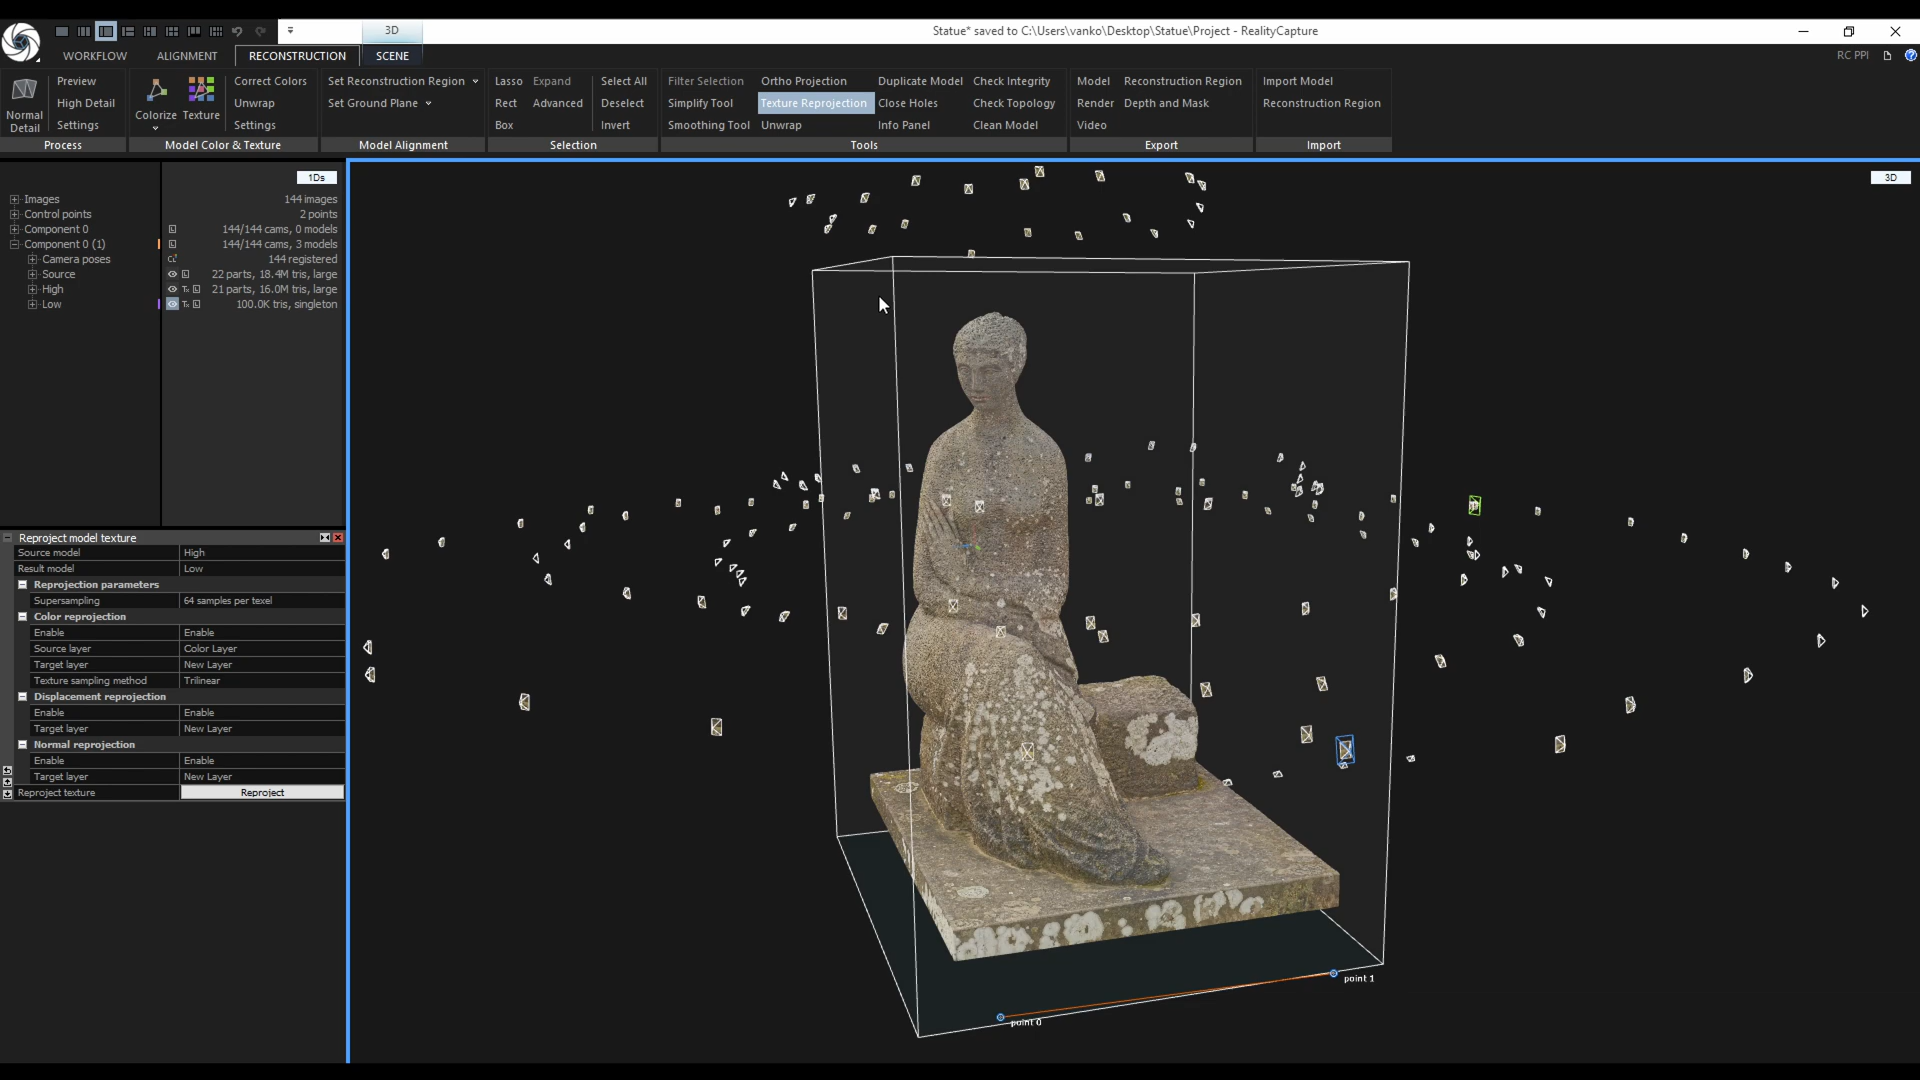 3D
Statue* saved to C:\Users\vanko\Desktop\Statue\Project - RealityCapture
WORKFLOW ALIGNMENT RECONSTRUCTION SCENE
RC PPI
Normal Detail
Preview
High Detail
Settings
Process
Colorize
Texture
Correct Colors
Unwrap
Settings
Model Color & Texture
Set Reconstruction Region
Set Ground Plane
Model Alignment
Lasso Expand Select All
Rect Advanced Deselect
Box Invert
Selection
Filter Selection Ortho Projection Duplicate Model Check Integrity
Simplify Tool Texture Reprojection Close Holes Check Topology
Smoothing Tool Unwrap Info Panel Clean Model
Tools
Model Reconstruction Region
Render Depth and Mask
Video
Export
Import Model
Reconstruction Region
Import
1Ds
3D
Images 144 images
Control points 2 points
Component 0 144/144 cams, 0 models
Component 0 (1) 144/144 cams, 3 models
Camera poses 144 registered
Source 22 parts, 18.4M tris, large
High 21 parts, 16.0M tris, large
Low 100.0K tris, singleton
Reproject model texture
Source model High
Result model Low
Reprojection parameters
Supersampling 64 samples per texel
Color reprojection
Enable Enable
Source layer Color Layer
Target layer New Layer
Texture sampling method Trilinear
Displacement reprojection
Enable Enable
Target layer New Layer
Normal reprojection
Enable Enable
Target layer New Layer
Reproject texture Reproject
point 1
point 0